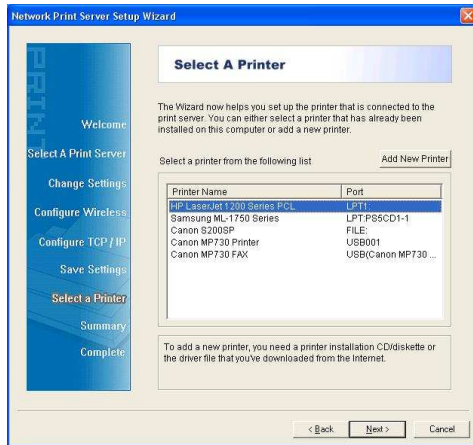 Network Print Server Setup Wizard
PRINT
Welcome
Select A Print Server
Change Settings
Configure Wireless
Configure TCP / IP
Save Settings
Select a Printer
Summary
Complete
Select A Printer
The Wizard now helps you set up the printer that is connected to the
print server. You can either select a printer that has already been
installed on this computer or add a new printer.
Select a printer from the following list
Add New Printer
Printer Name Port
HP LaserJet 1200 Series PCL LPT1:
Samsung ML-1750 Series LPT:PS5CD1-1
Canon S200SP FILE:
Canon MP730 Printer USB001
Canon MP730 FAX USB(Canon MP730 ...
To add a new printer, you need a printer installation CD/diskette or
the driver file that you've downloaded from the Internet.
< Back Next > Cancel